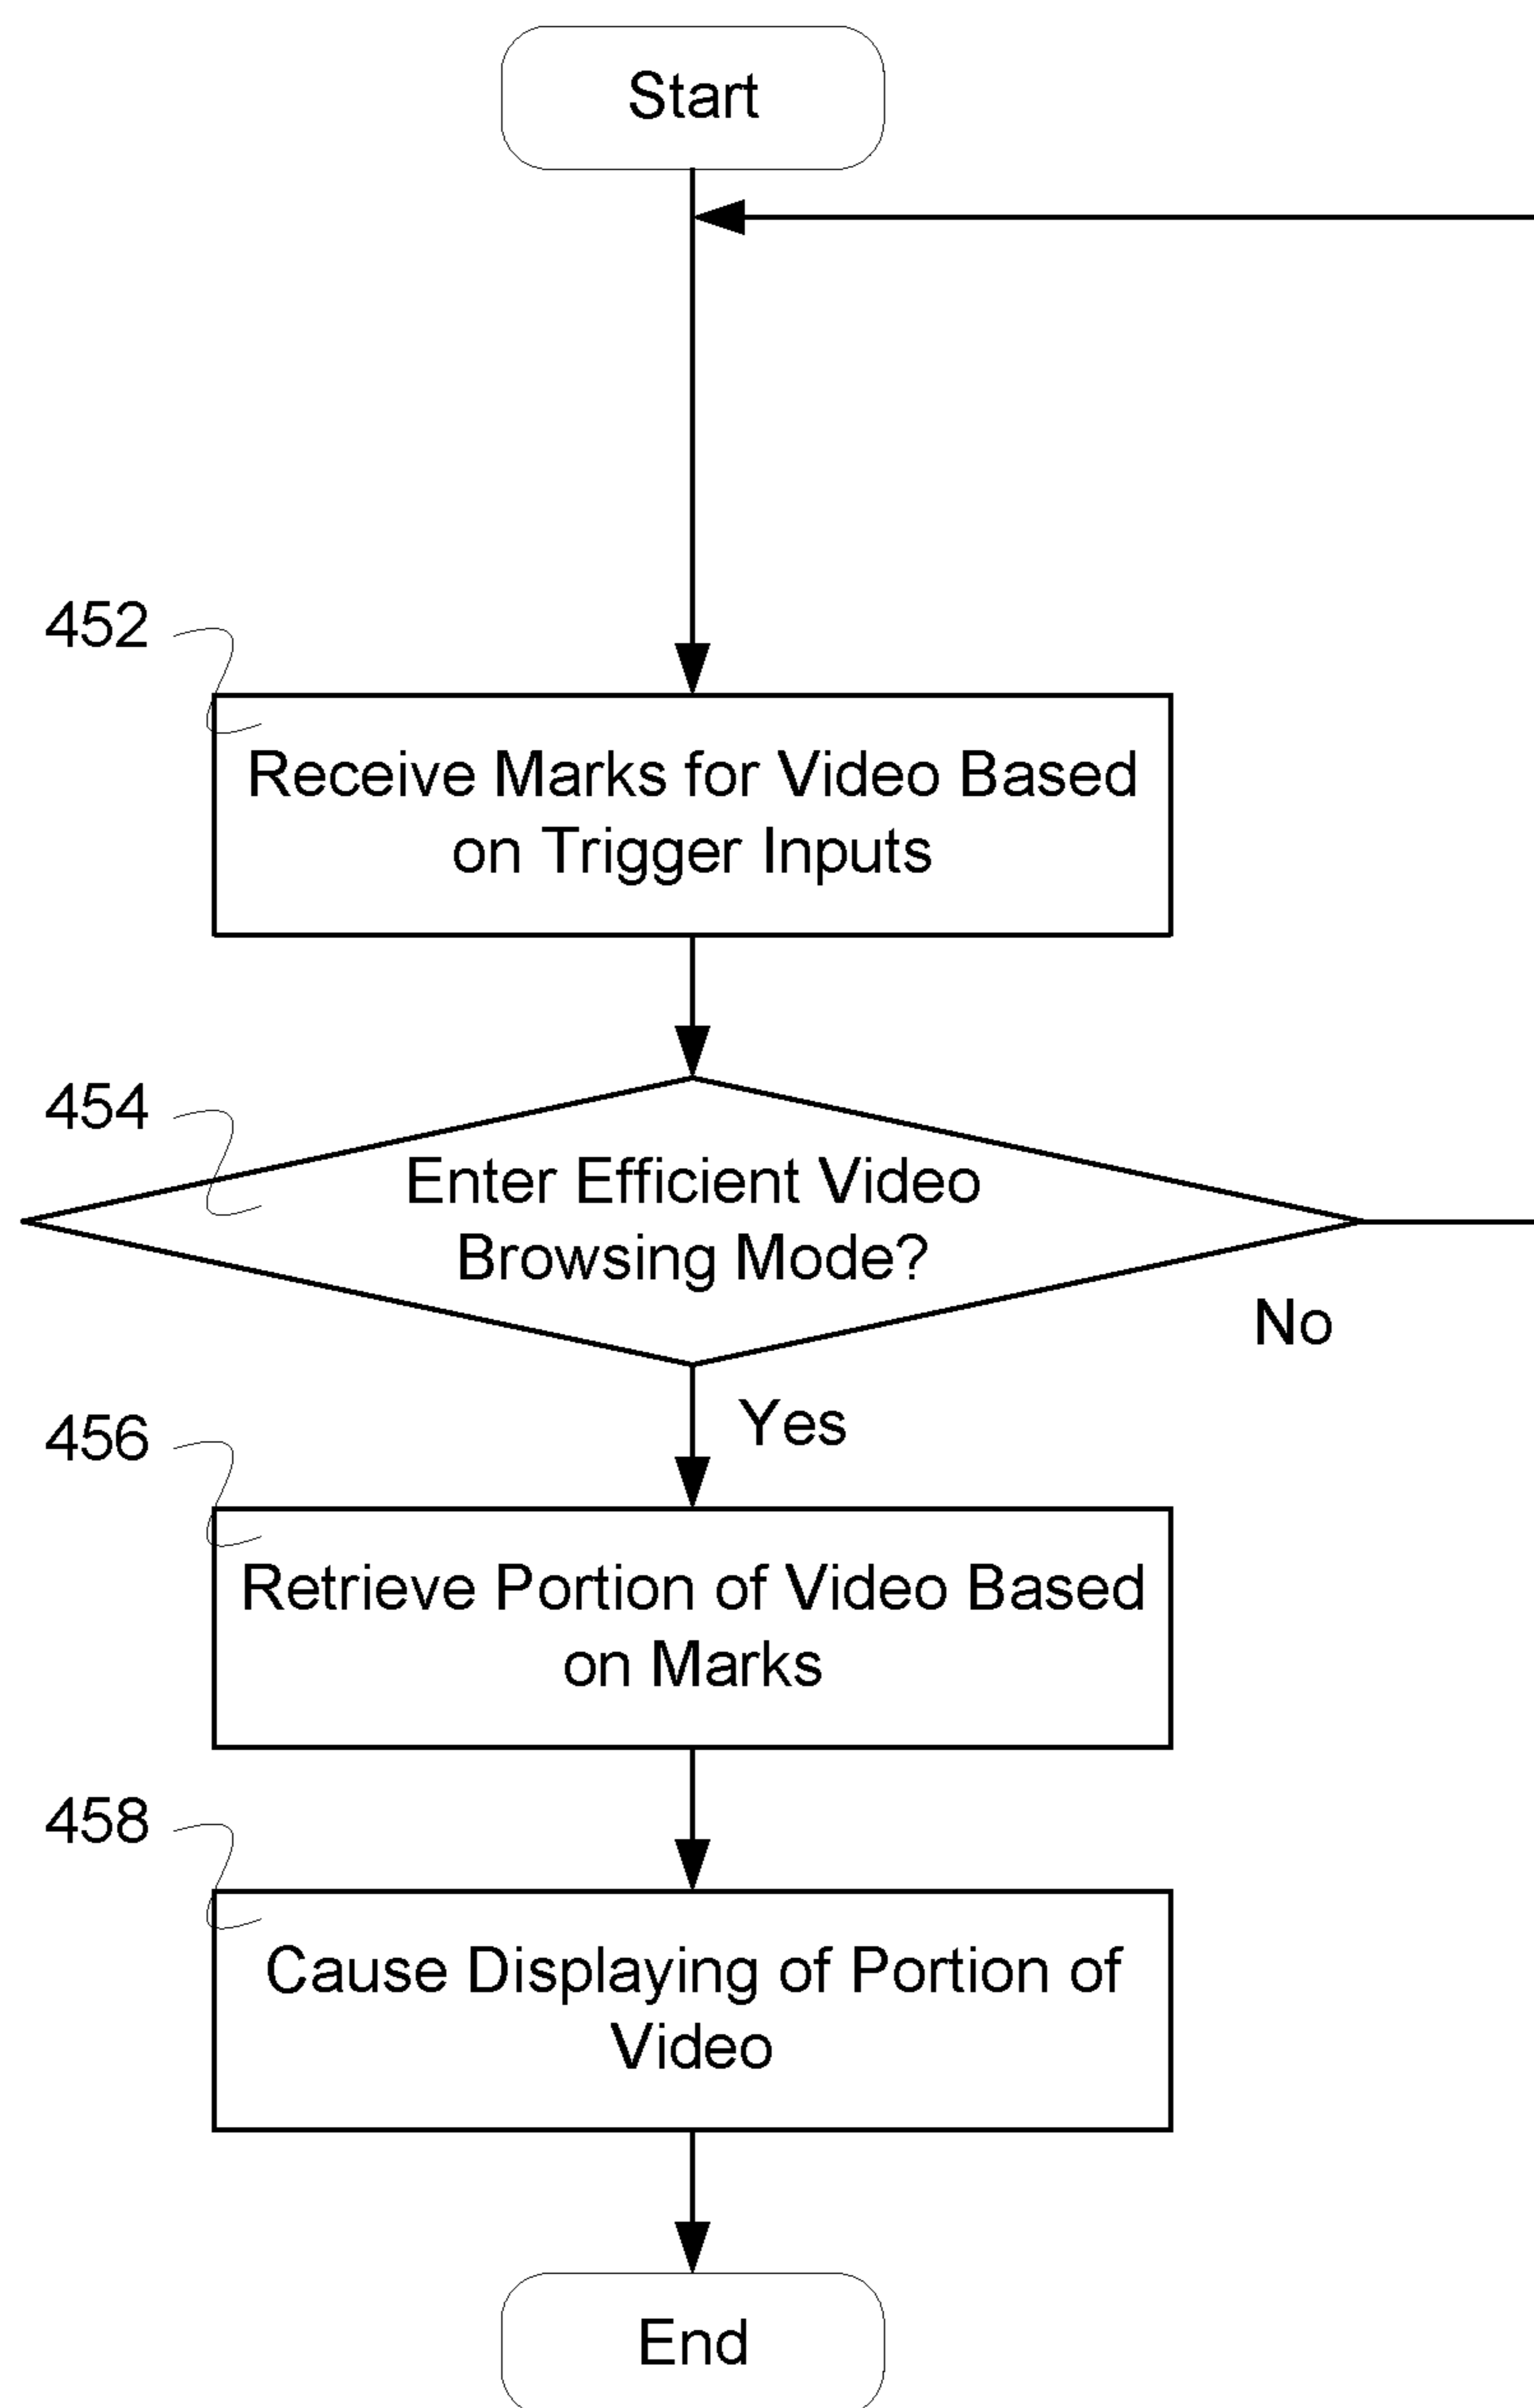 Start
452
Receive Marks for Video Based
on Trigger Inputs
454
Enter Efficient Video
Browsing Mode?
No
Yes
456
Retrieve Portion of Video Based
on Marks
458
Cause Displaying of Portion of
Video
End